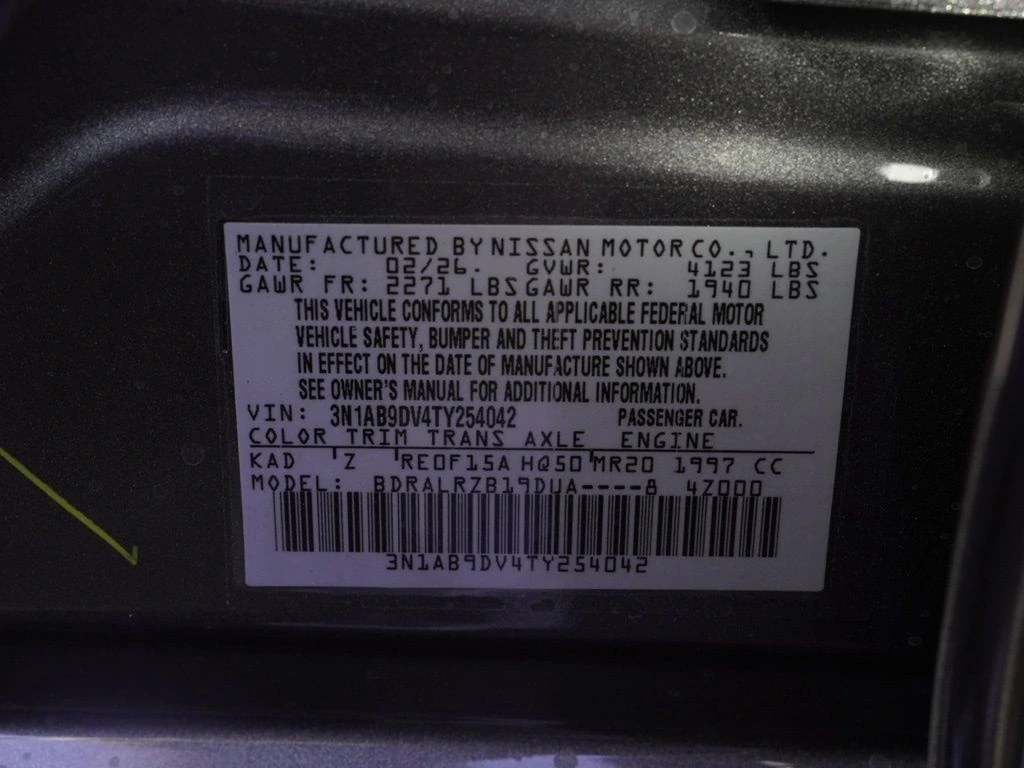 MANUFACTURED BY NISSAN MOTOR CO., LTD.
DATE: 02/26. GVWR: 4123 LBS
GAWR FR: 2271 LBS GAWR RR: 1940 LBS
THIS VEHICLE CONFORMS TO ALL APPLICABLE FEDERAL MOTOR
VEHICLE SAFETY, BUMPER AND THEFT PREVENTION STANDARDS
IN EFFECT ON THE DATE OF MANUFACTURE SHOWN ABOVE.
SEE OWNER'S MANUAL FOR ADDITIONAL INFORMATION.
VIN: 3N1AB9DV4TY254042 PASSENGER CAR.
COLOR TRIM TRANS AXLE ENGINE
KAD Z RE0F15A HQ50 MR20 1997 CC
MODEL: BDRALRZB19DUA----8 4Z000
3N1AB9DV4TY254042